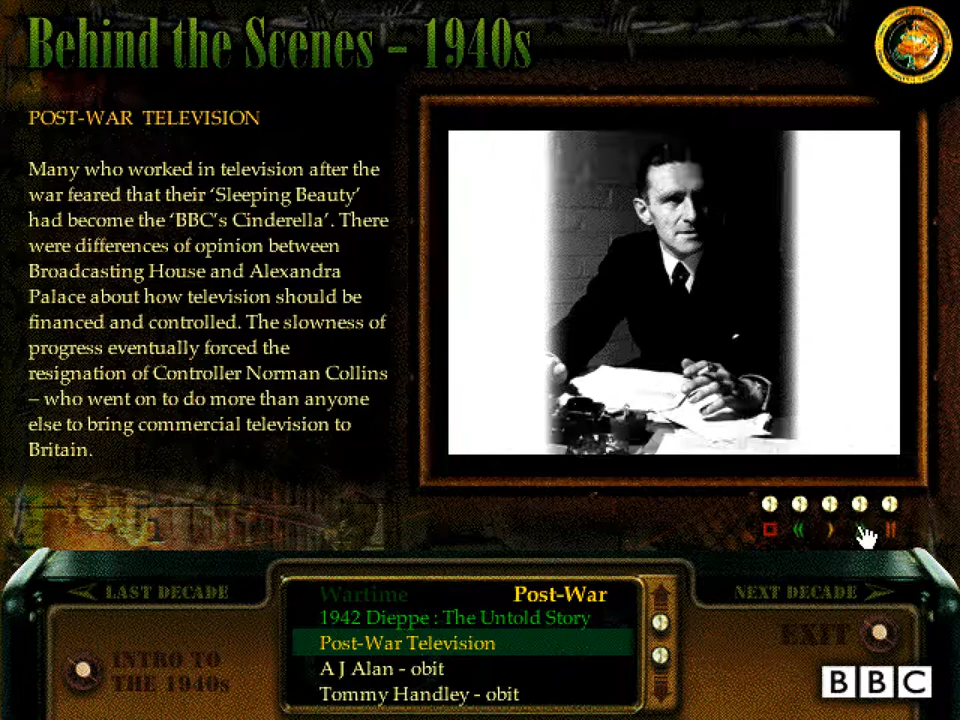 Behind the Scenes – 1940s
POST-WAR TELEVISION
Many who worked in television after the
war feared that their ‘Sleeping Beauty’
had become the ‘BBC’s Cinderella’. There
were differences of opinion between
Broadcasting House and Alexandra
Palace about how television should be
financed and controlled. The slowness of
progress eventually forced the
resignation of Controller Norman Collins
– who went on to do more than anyone
else to bring commercial television to
Britain.
LAST DECADE
Wartime
Post-War
NEXT DECADE
1942 Dieppe : The Untold Story
Post-War Television
A J Alan - obit
Tommy Handley - obit
INTRO TO
THE 1940s
EXIT
BBC